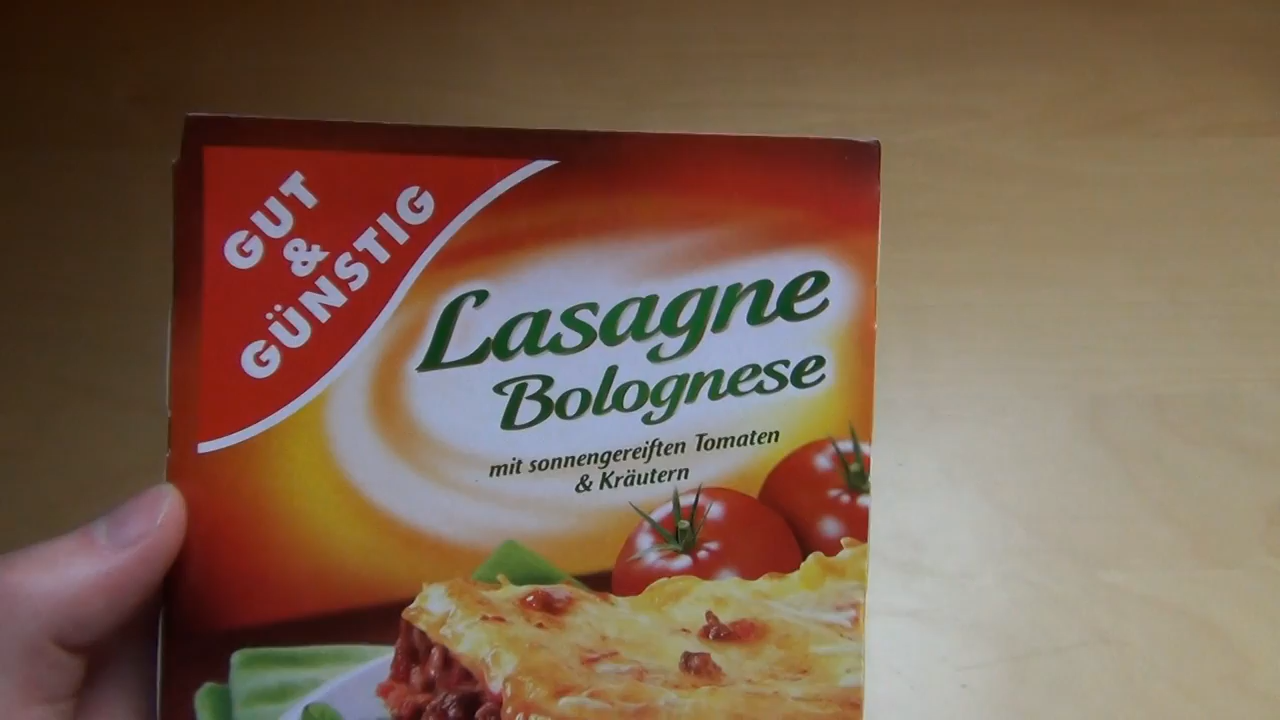 GUT
&
GÜNSTIG
Lasagne
Bolognese
mit sonnengereiften Tomaten
& Kräutern